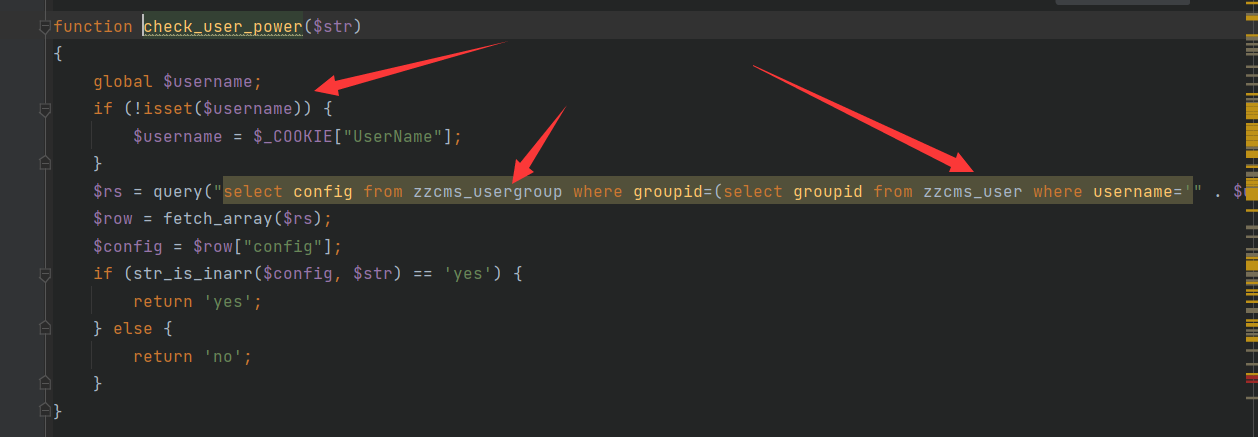 function check_user_power($str)
{
global $username;
if (!isset($username)) {
$username = $_COOKIE["UserName"];
}
$rs = query("select config from zzcms_usergroup where groupid=(select groupid from zzcms_user where username='" . $u
$row = fetch_array($rs);
$config = $row["config"];
if (str_is_inarr($config, $str) == 'yes') {
return 'yes';
} else {
return 'no';
}
}